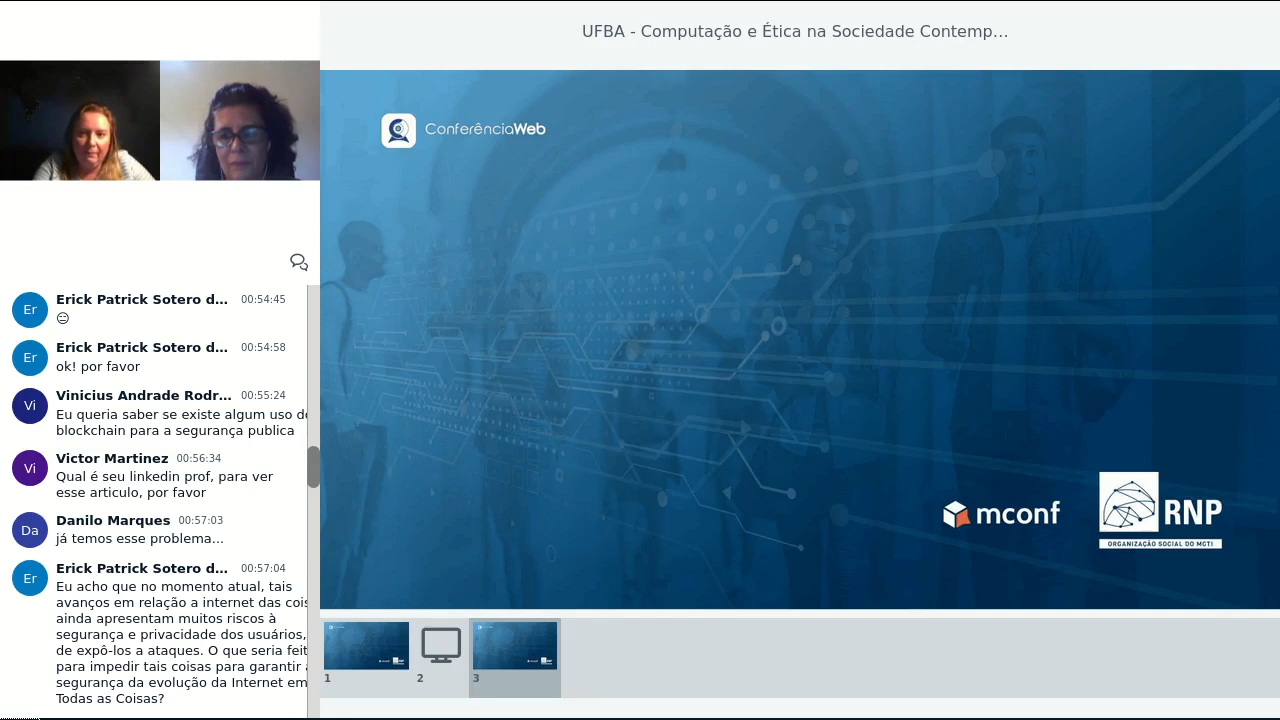 UFBA - Computação e Ética na Sociedade Contemp...
ConferênciaWeb
Er
Erick Patrick Sotero d... 00:54:45
😑
Er
Erick Patrick Sotero d... 00:54:58
ok! por favor
Vi
Vinicius Andrade Rodr... 00:55:24
Eu queria saber se existe algum uso de
blockchain para a segurança publica
Vi
Victor Martinez 00:56:34
Qual é seu linkedin prof, para ver
esse articulo, por favor
Da
Danilo Marques 00:57:03
já temos esse problema...
Er
Erick Patrick Sotero d... 00:57:04
Eu acho que no momento atual, tais
avanços em relação a internet das cois
ainda apresentam muitos riscos à
segurança e privacidade dos usuários,
de expô-los a ataques. O que seria feit
para impedir tais coisas para garantir
segurança da evolução da Internet em
Todas as Coisas?
mconf
RNP
ORGANIZAÇÃO SOCIAL DO MCTI
1
2
3